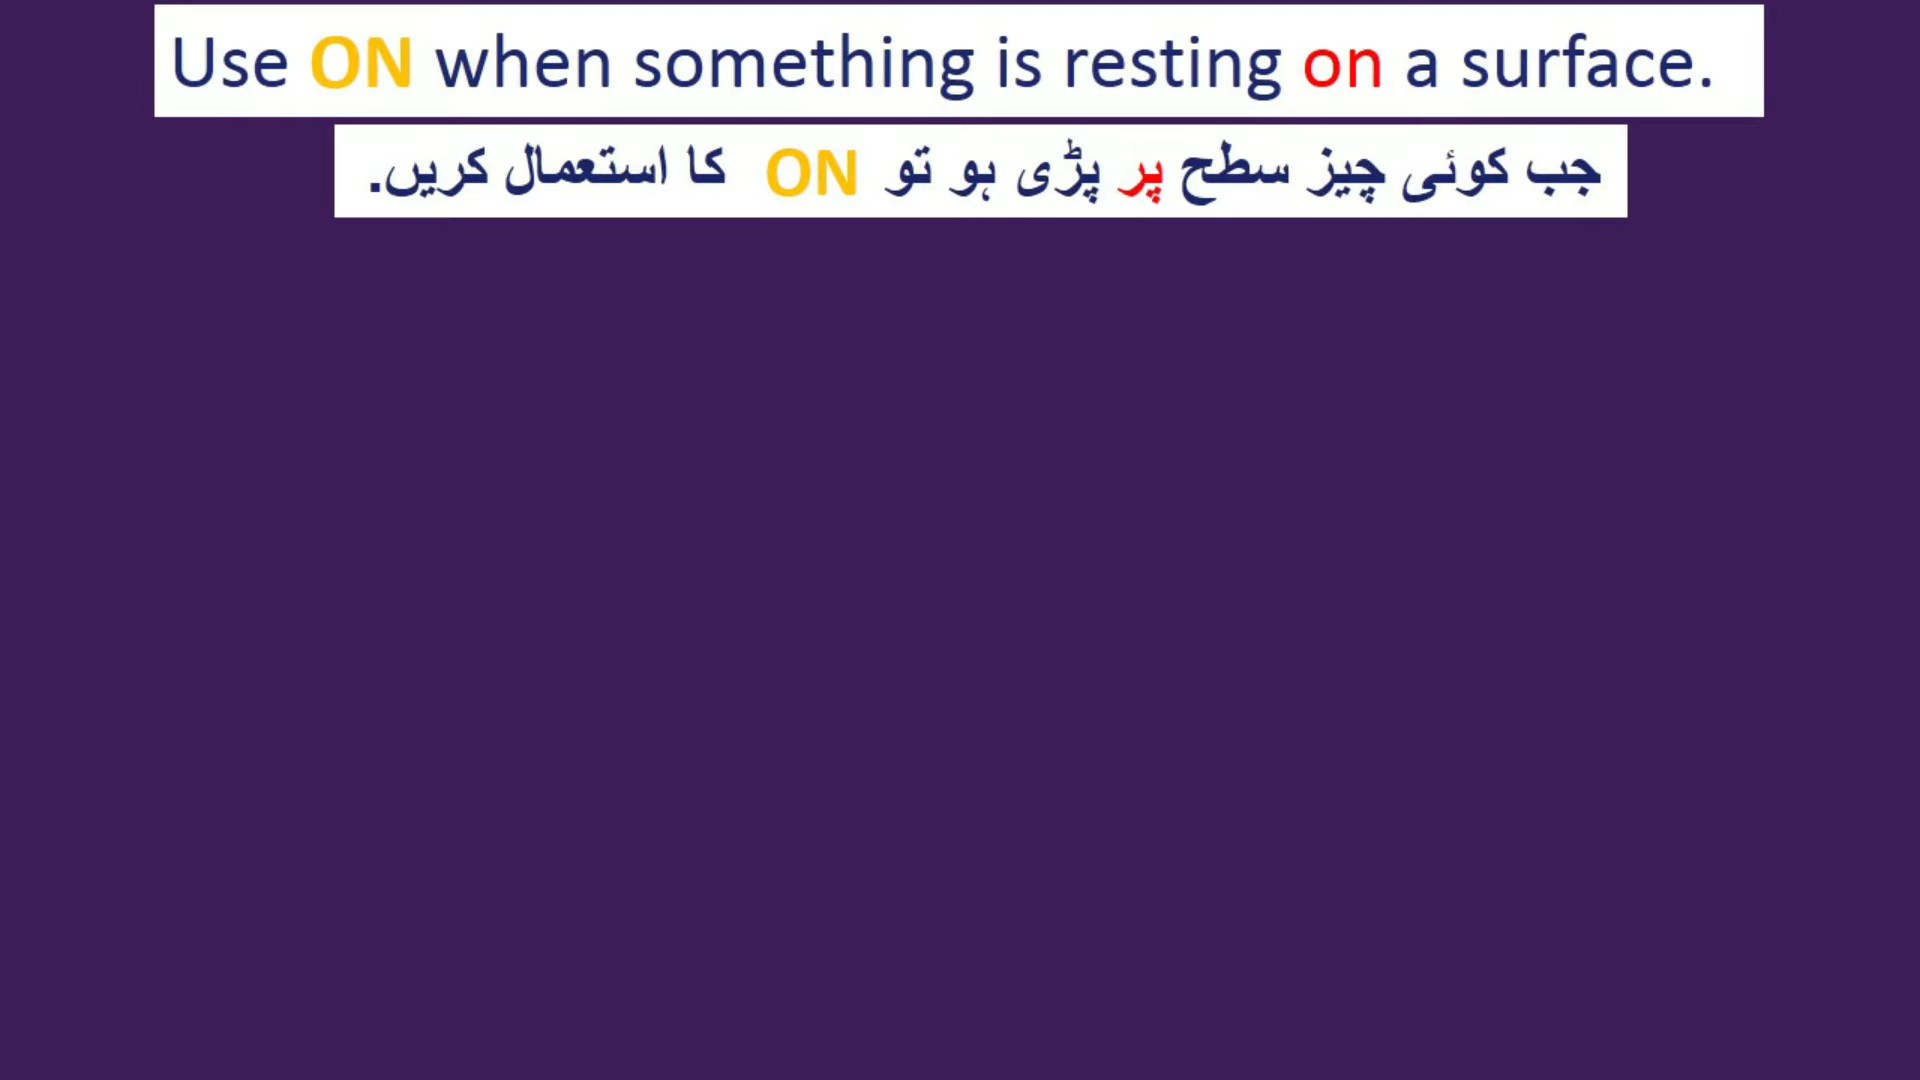 Use ON when something is resting on a surface.
جب کوئی چیز سطح پر پڑی ہو تو ON کا استعمال کریں.